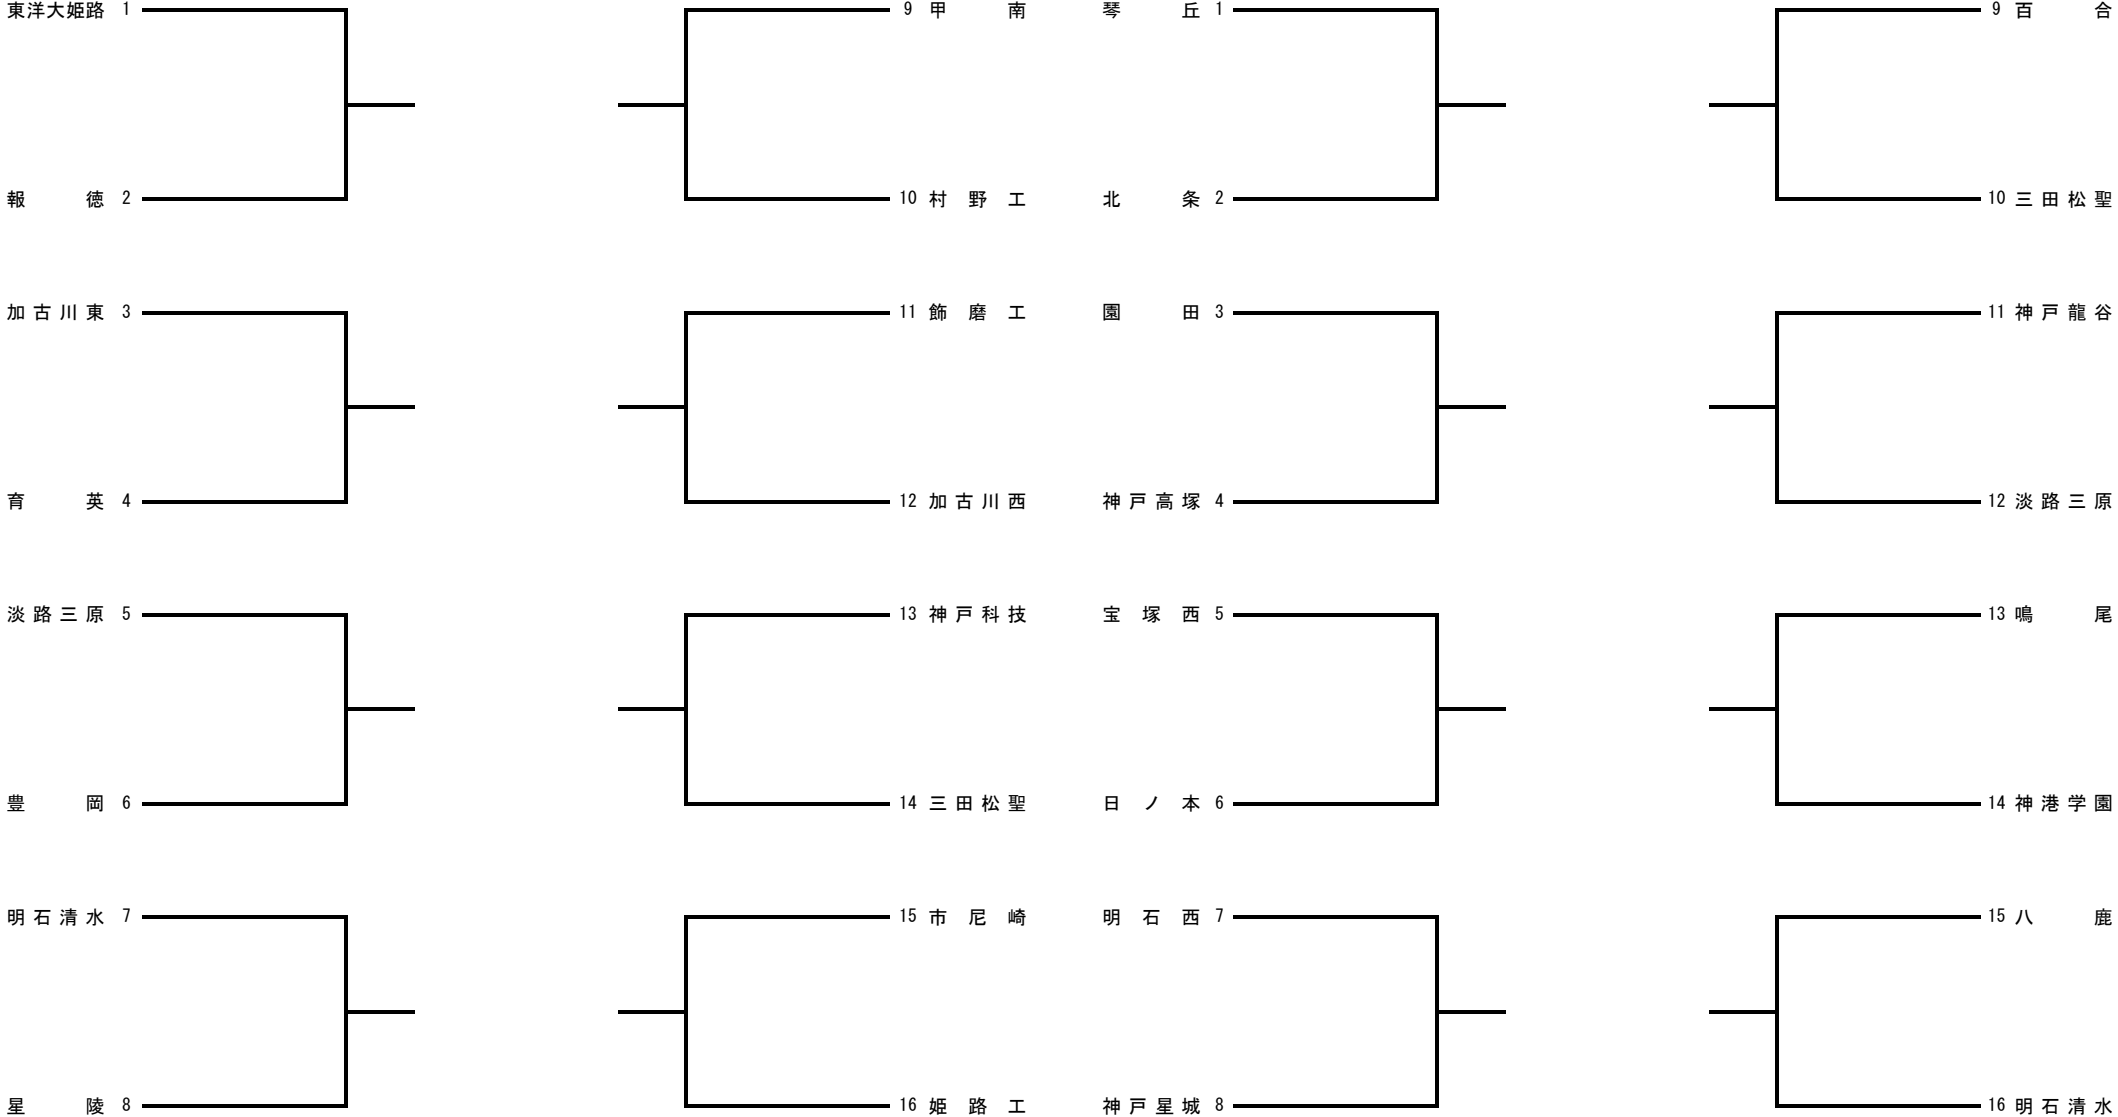 東洋大姫路 1 9 甲南 琴丘 1 9 百合
報徳 2 10 村野工 北条 2 10 三田松聖
加古川東 3 11 飾磨工 園田 3 11 神戸龍谷
育英 4 12 加古川西 神戸高塚 4 12 淡路三原
淡路三原 5 13 神戸科技 宝塚西 5 13 鳴尾
豊岡 6 14 三田松聖 日ノ本 6 14 神港学園
明石清水 7 15 市尼崎 明石西 7 15 八鹿
星陵 8 16 姫路工 神戸星城 8 16 明石清水